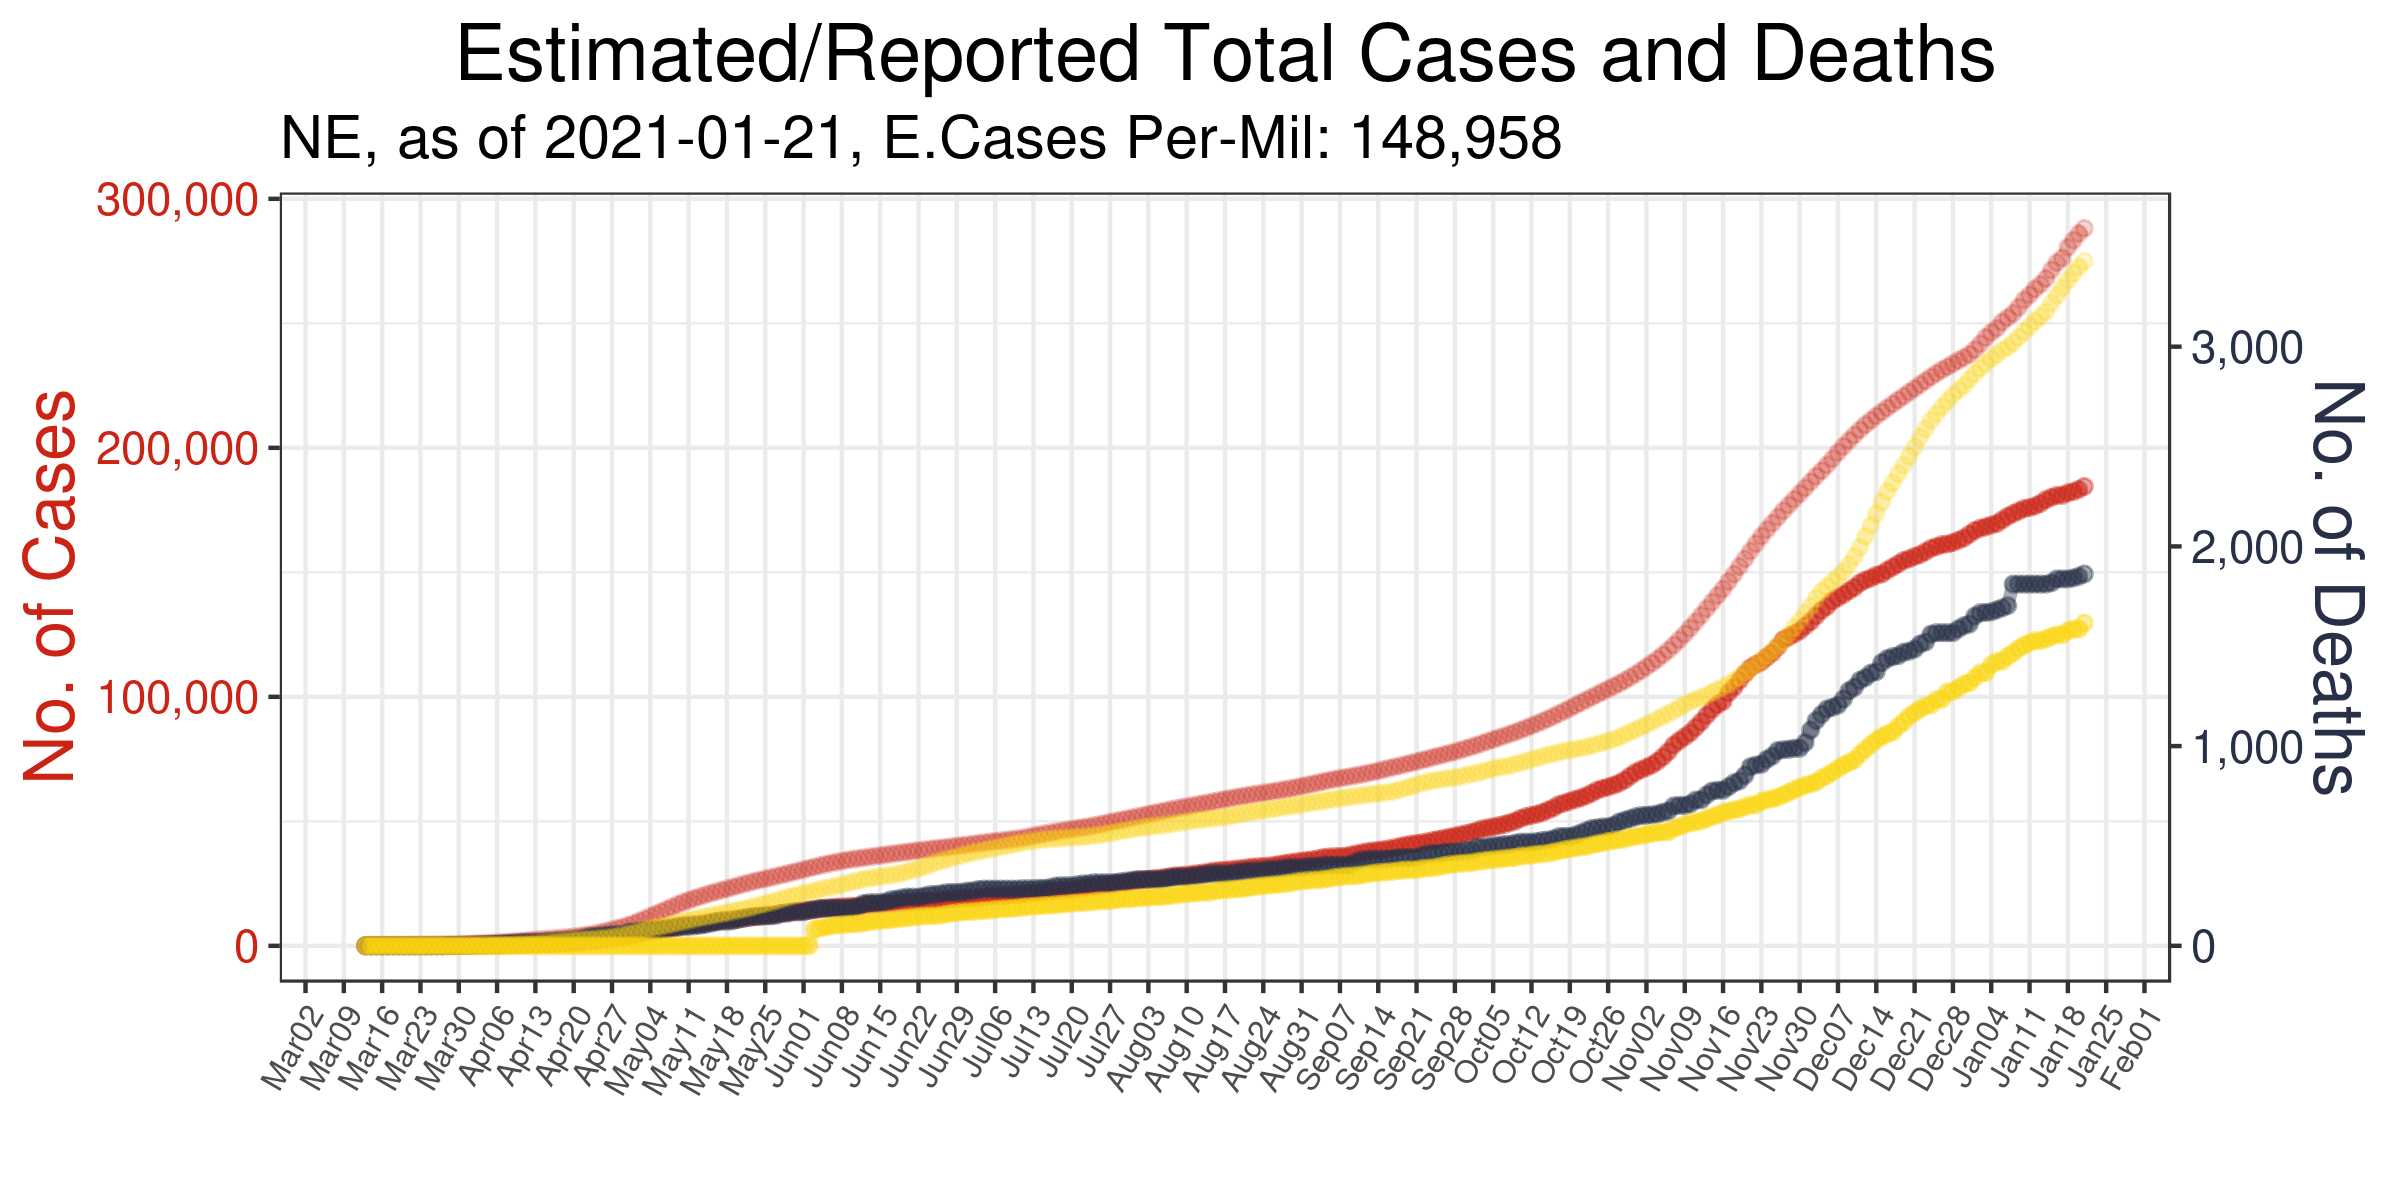 Estimated/Reported Total Cases and Deaths
NE, as of 2021-01-21, E.Cases Per-Mil: 148,958
No. of Cases
300,000
200,000
100,000
0
3,000
2,000
1,000
0
No. of Deaths
Mar02
Mar09
Mar16
Mar23
Mar30
Apr06
Apr13
Apr20
Apr27
May04
May11
May18
May25
Jun01
Jun08
Jun15
Jun22
Jun29
Jul06
Jul13
Jul20
Jul27
Aug03
Aug10
Aug17
Aug24
Aug31
Sep07
Sep14
Sep21
Sep28
Oct05
Oct12
Oct19
Oct26
Nov02
Nov09
Nov16
Nov23
Nov30
Dec07
Dec14
Dec21
Dec28
Jan04
Jan11
Jan18
Jan25
Feb01